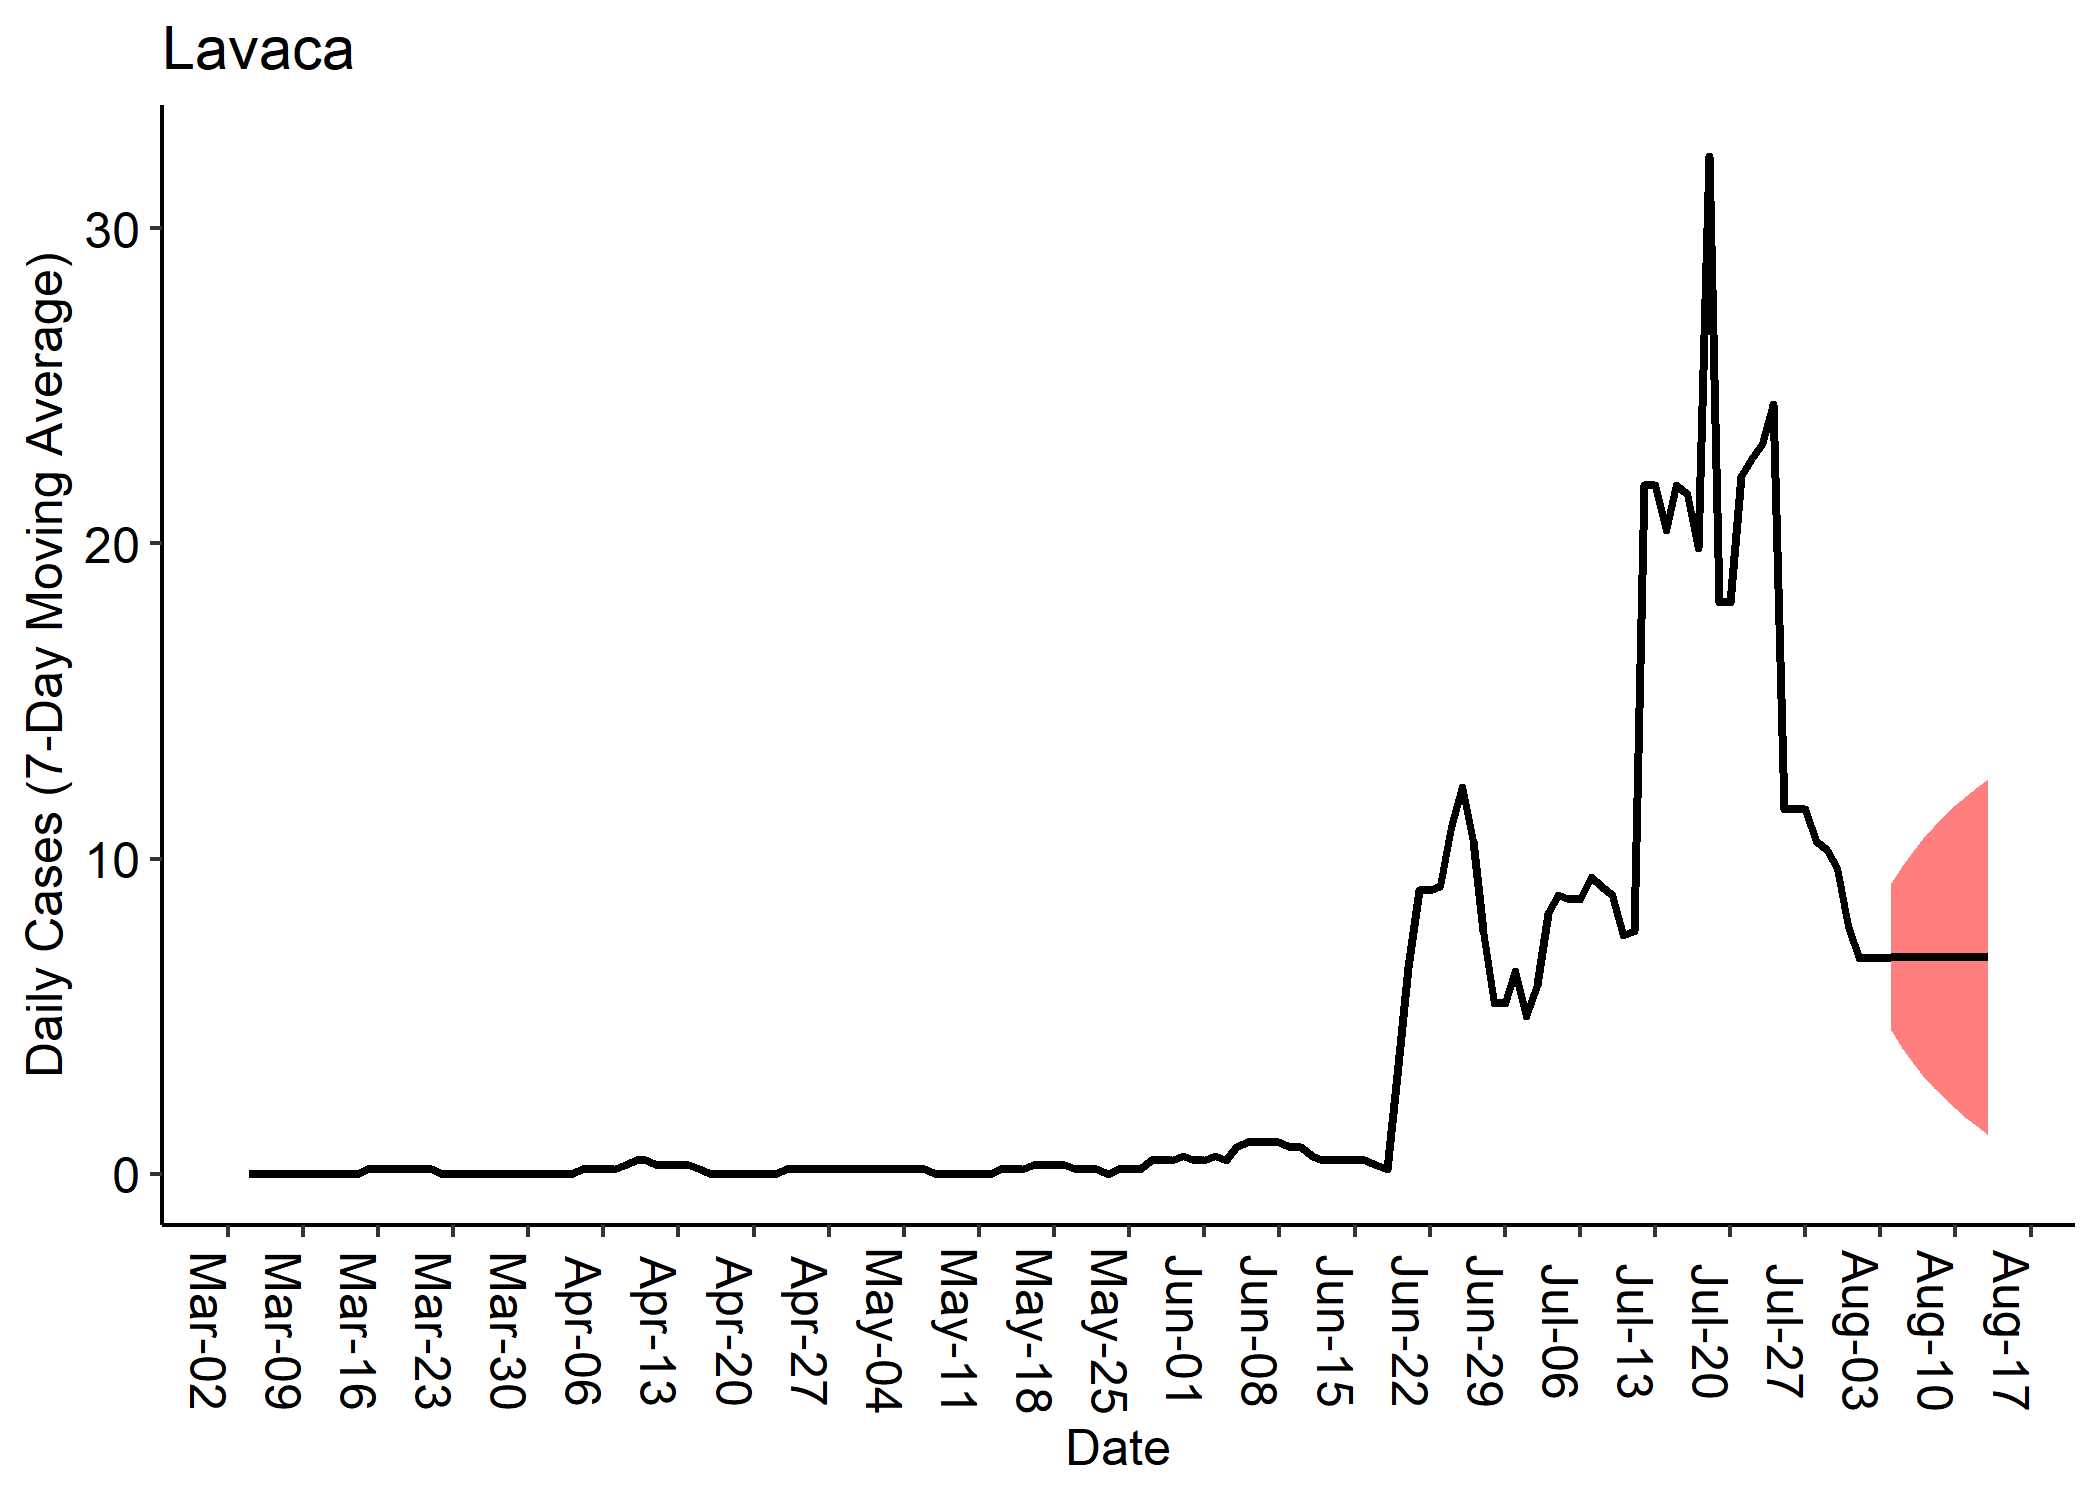 Lavaca
Daily Cases (7-Day Moving Average)
30
20
10
0
Mar-02
Mar-09
Mar-16
Mar-23
Mar-30
Apr-06
Apr-13
Apr-20
Apr-27
May-04
May-11
May-18
May-25
Jun-01
Jun-08
Jun-15
Jun-22
Jun-29
Jul-06
Jul-13
Jul-20
Jul-27
Aug-03
Aug-10
Aug-17
Date